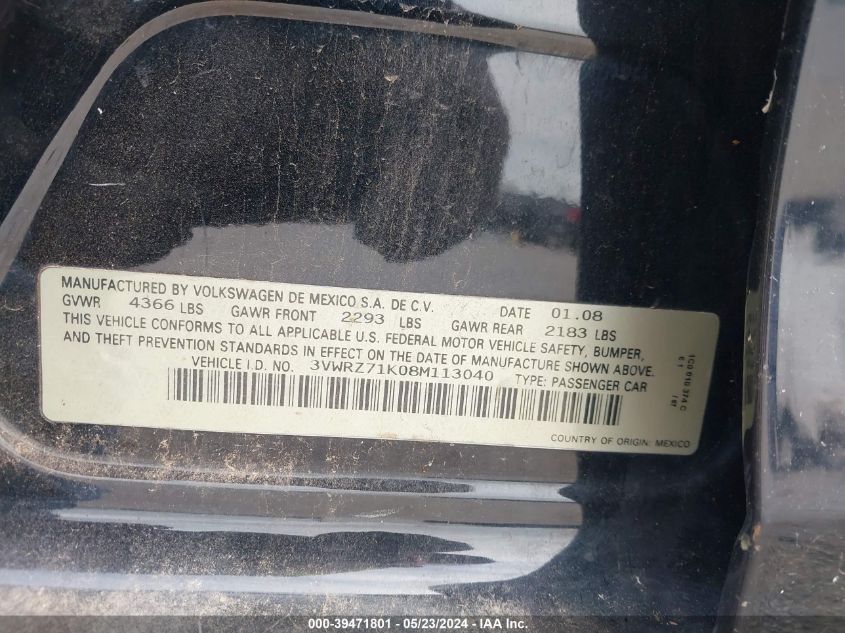 MANUFACTURED BY VOLKSWAGEN DE MEXICO S.A. DE C.V. DATE 01.08
GVWR 4366 LBS GAWR FRONT 2293 LBS GAWR REAR 2183 LBS
THIS VEHICLE CONFORMS TO ALL APPLICABLE U.S. FEDERAL MOTOR VEHICLE SAFETY, BUMPER,
AND THEFT PREVENTION STANDARDS IN EFFECT ON THE DATE OF MANUFACTURE SHOWN ABOVE.
VEHICLE I.D. NO. 3VWRZ71K08M113040 TYPE: PASSENGER CAR
COUNTRY OF ORIGIN: MEXICO
1C0 010 374 C
000-39471801 - 05/23/2024 - IAA, Inc.